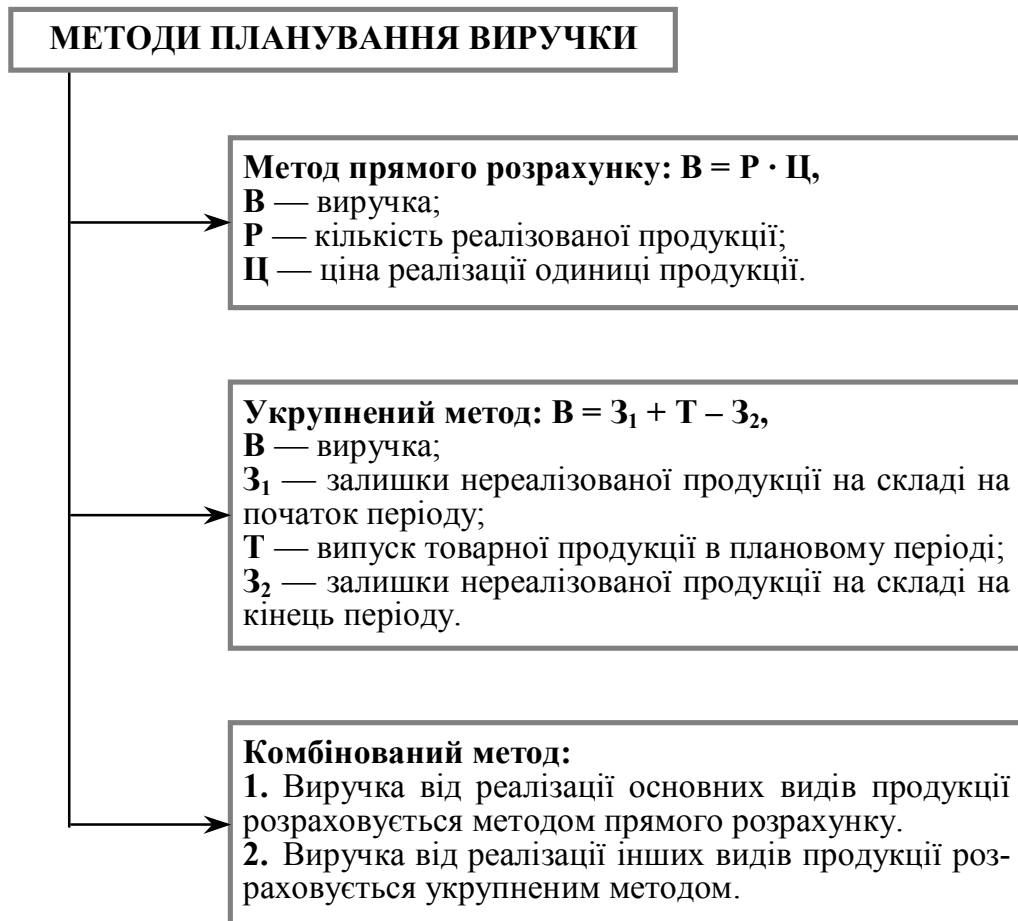 МЕТОДИ ПЛАНУВАННЯ ВИРУЧКИ
Метод прямого розрахунку: В = Р · Ц,
В — виручка;
Р — кількість реалізованої продукції;
Ц — ціна реалізації одиниці продукції.
Укрупнений метод: В = З₁ + Т – З₂,
В — виручка;
З₁ — залишки нереалізованої продукції на складі на
початок періоду;
Т — випуск товарної продукції в плановому періоді;
З₂ — залишки нереалізованої продукції на складі на
кінець періоду.
Комбінований метод:
1. Виручка від реалізації основних видів продукції
розраховується методом прямого розрахунку.
2. Виручка від реалізації інших видів продукції роз-
раховується укрупненим методом.